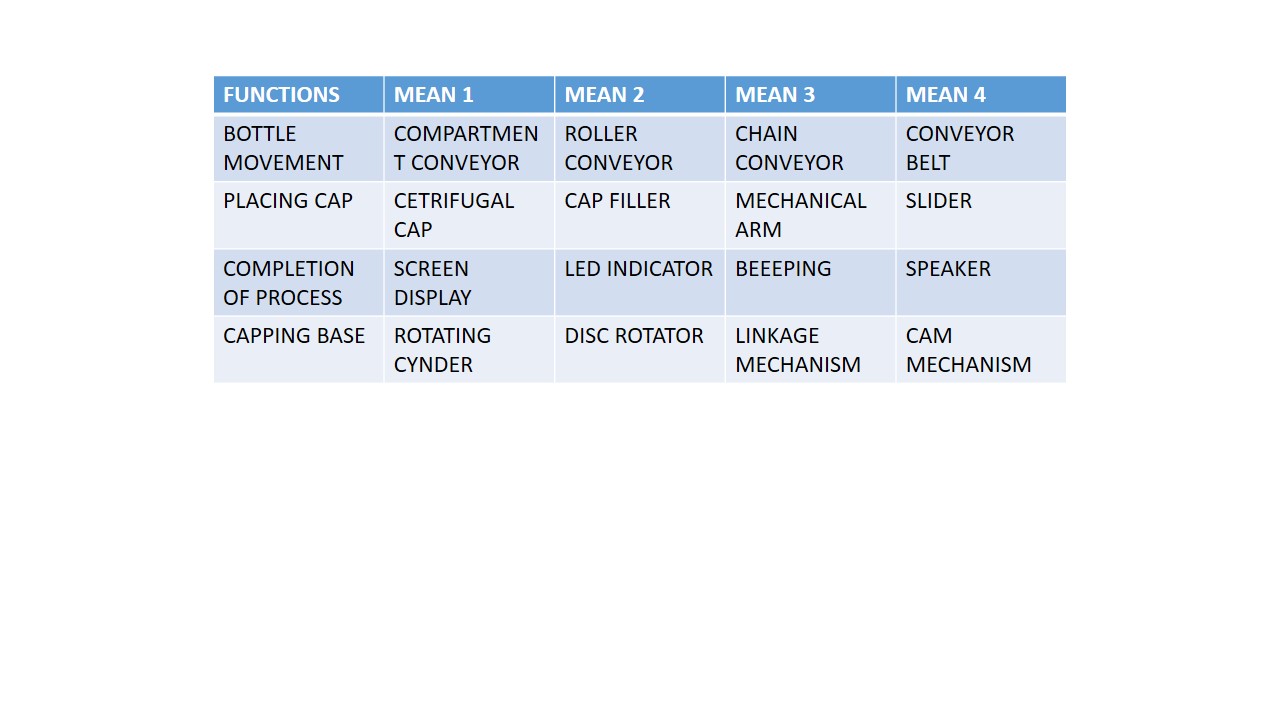 FUNCTIONS MEAN 1 MEAN 2 MEAN 3 MEAN 4
BOTTLE COMPARTMEN ROLLER CHAIN CONVEYOR
MOVEMENT T CONVEYOR CONVEYOR CONVEYOR BELT
PLACING CAP CETRIFUGAL CAP FILLER MECHANICAL SLIDER
CAP ARM
COMPLETION SCREEN LED INDICATOR BEEEPING SPEAKER
OF PROCESS DISPLAY
CAPPING BASE ROTATING DISC ROTATOR LINKAGE CAM
CYNDER MECHANISM MECHANISM